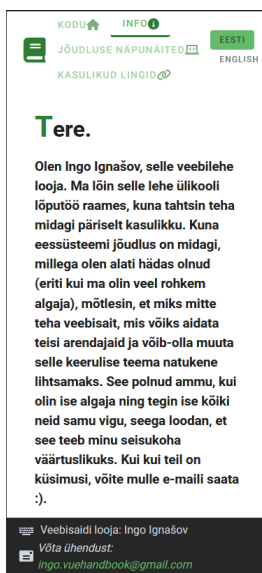 KODU INFO
JÕUDLUSE NÄPUNÄITED
KASULIKUD LINGID
EESTI
ENGLISH
Tere.
Olen Ingo Ignašov, selle veebilehe
looja. Ma lõin selle lehe ülikooli
lõputöö raames, kuna tahtsin teha
midagi päriselt kasulikku. Kuna
eessüsteemi jõudlus on midagi,
millega olen alati hädas olnud
(eriti kui ma olin veel rohkem
algaja), mõtlesin, et miks mitte
teha veebisait, mis võiks aidata
teisi arendajaid ja võib-olla muuta
selle keerulise teema natukene
lihtsamaks. See polnud ammu, kui
olin ise algaja ning tegin ise kõiki
neid samu vigu, seega loodan, et
see teeb minu seisukoha
väärtuslikuks. Kui kui teil on
küsimusi, võite mulle e-maili saata
:).
Veebisaidi looja: Ingo Ignašov
Võta ühendust:
ingo.vuehandbook@gmail.com